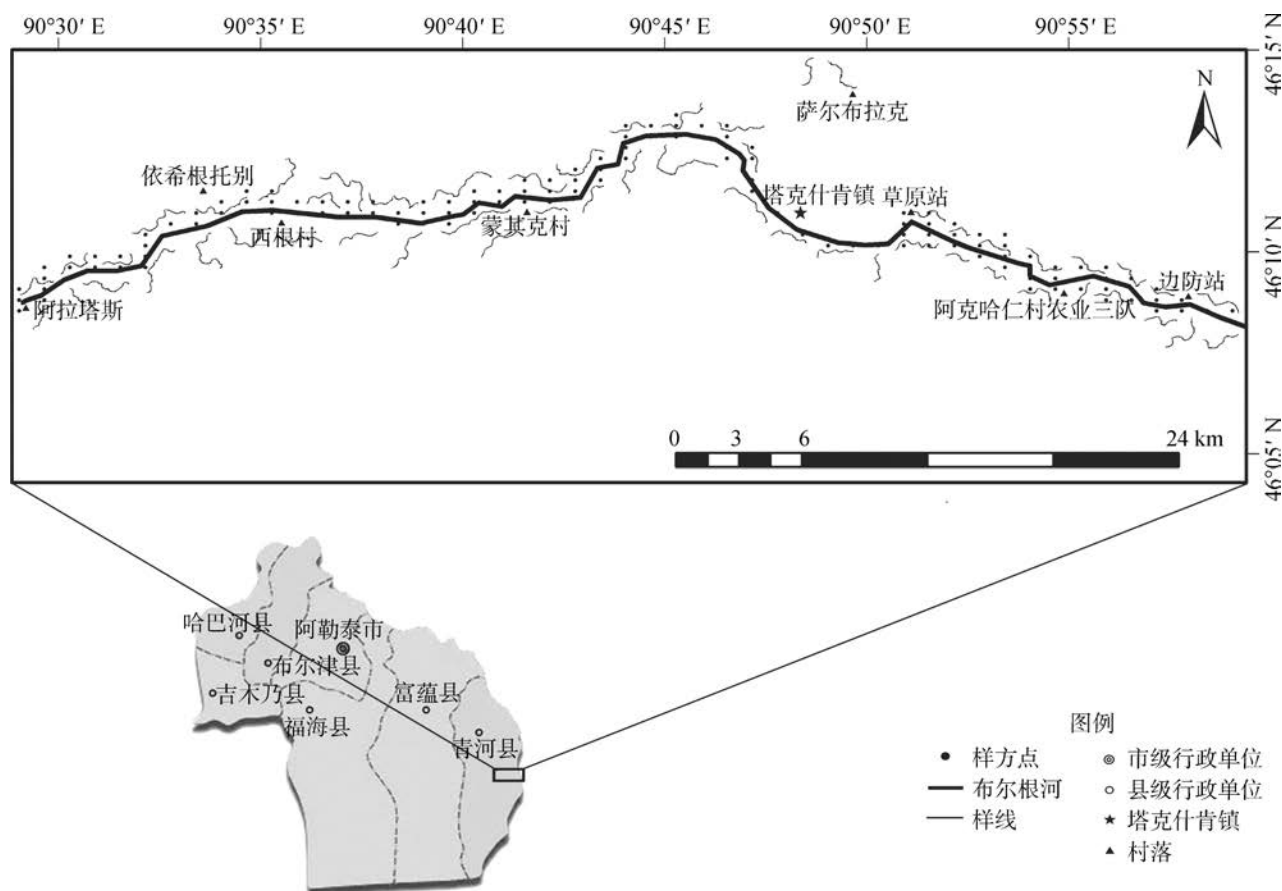 90°30′ E 90°35′ E 90°40′ E 90°45′ E 90°50′ E 90°55′ E
46°15′ N
N
萨尔布拉克
依希根托别
塔克什肯镇 草原站
西根村
蒙其克村
46°10′ N
边防站
阿拉塔斯
阿克哈仁村农业三队
0 3 6 24 km
46°05′ N
哈巴河县
阿勒泰市
布尔津县
吉木乃县
富蕴县
福海县
青河县
图例
样方点
市级行政单位
布尔根河
县级行政单位
样线
塔克什肯镇
村落